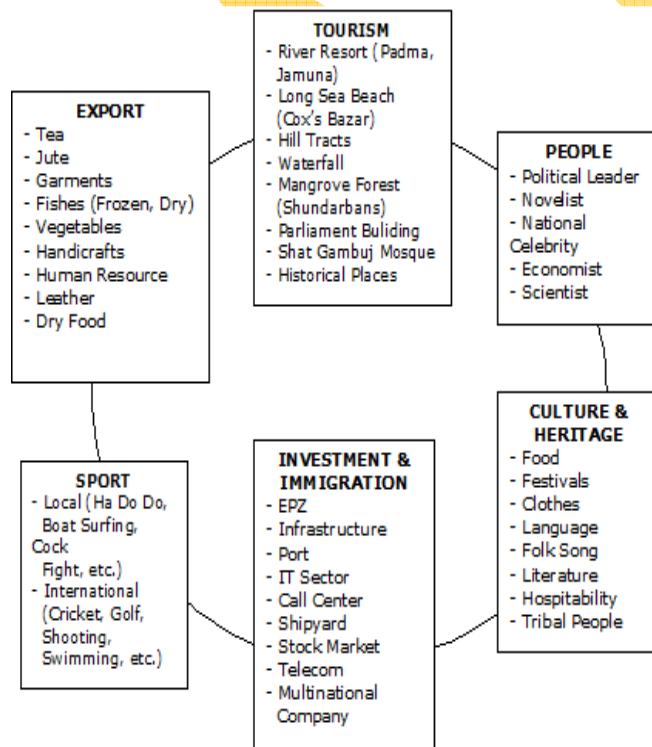 TOURISM
- River Resort ( Padma,
Jamuna)
- Long Sea Beach
(Cox's Bazar)
- Hill Tracts
- Waterfall
- Mangrove Forest
(Shundarbans)
- Parliament Buliding
- Shat Gambuj Mosque
- Historical Places
EXPORT
- Tea
- Jute
- Garments
- Fishes (Frozen, Dry)
- Vegetables
- Handicrafts
- Human Resource
- Leather
- Dry Food
PEOPLE
- Political Leader
- Novelist
- National
Celebrity
- Economist
- Scientist
CULTURE &
HERITAGE
- Food
- Festivals
- Clothes
- Language
- Folk Song
- Literature
- Hospitability
- Tribal People
INVESTMENT &
IMMIGRATION
- EPZ
- Infrastructure
- Port
- IT Sector
- Call Center
- Shipyard
- Stock Market
- Telecom
- Multinational
Company
SPORT
- Local (Ha Do Do,
Boat Surfing,
Cock
Fight, etc.)
- International
(Cricket, Golf,
Shooting,
Swimming, etc.)